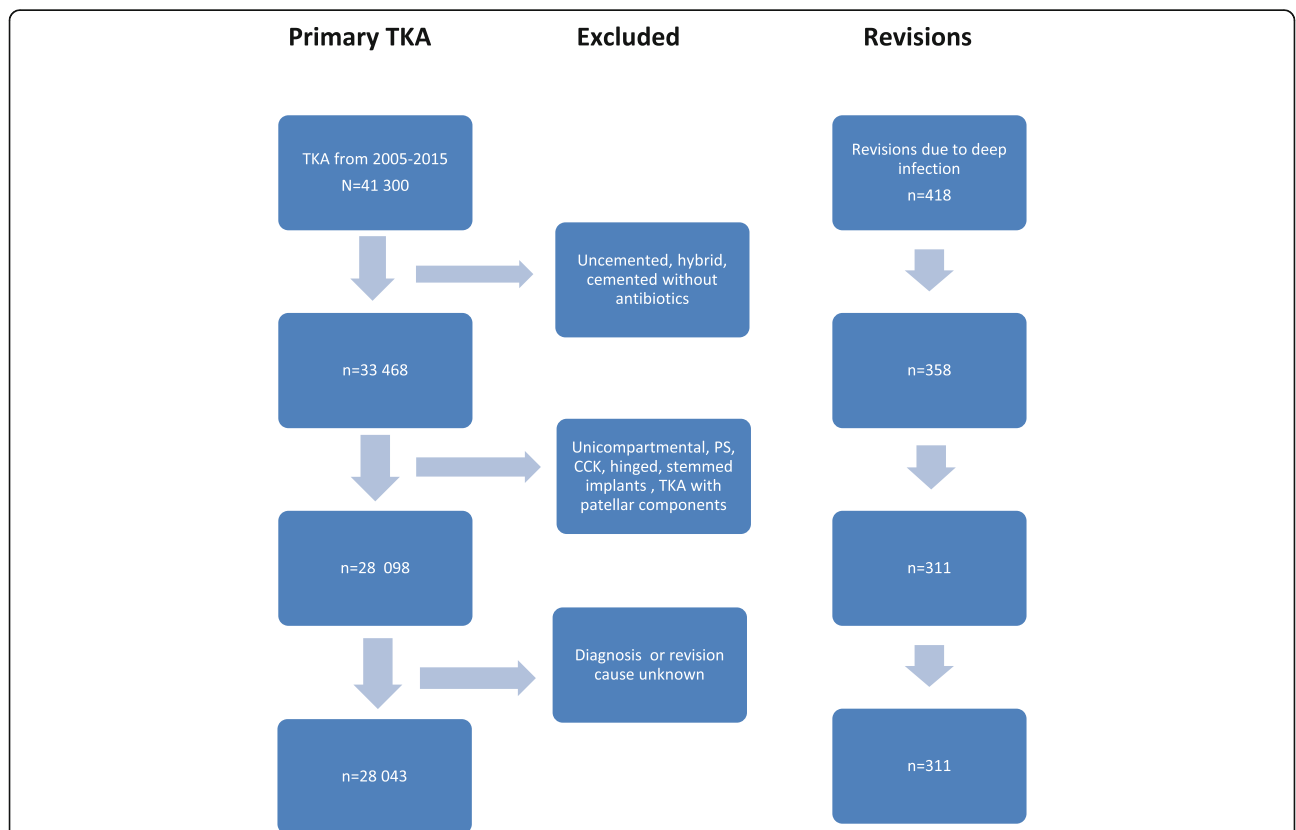 Primary TKA
Excluded
Revisions
TKA from 2005-2015
N=41 300
Revisions due to deep
infection
n=418
Uncemented, hybrid,
cemented without
antibiotics
n=33 468
n=358
Unicompartmental, PS,
CCK, hinged, stemmed
implants , TKA with
patellar components
n=28  098
n=311
Diagnosis  or revision
cause unknown
n=28 043
n=311